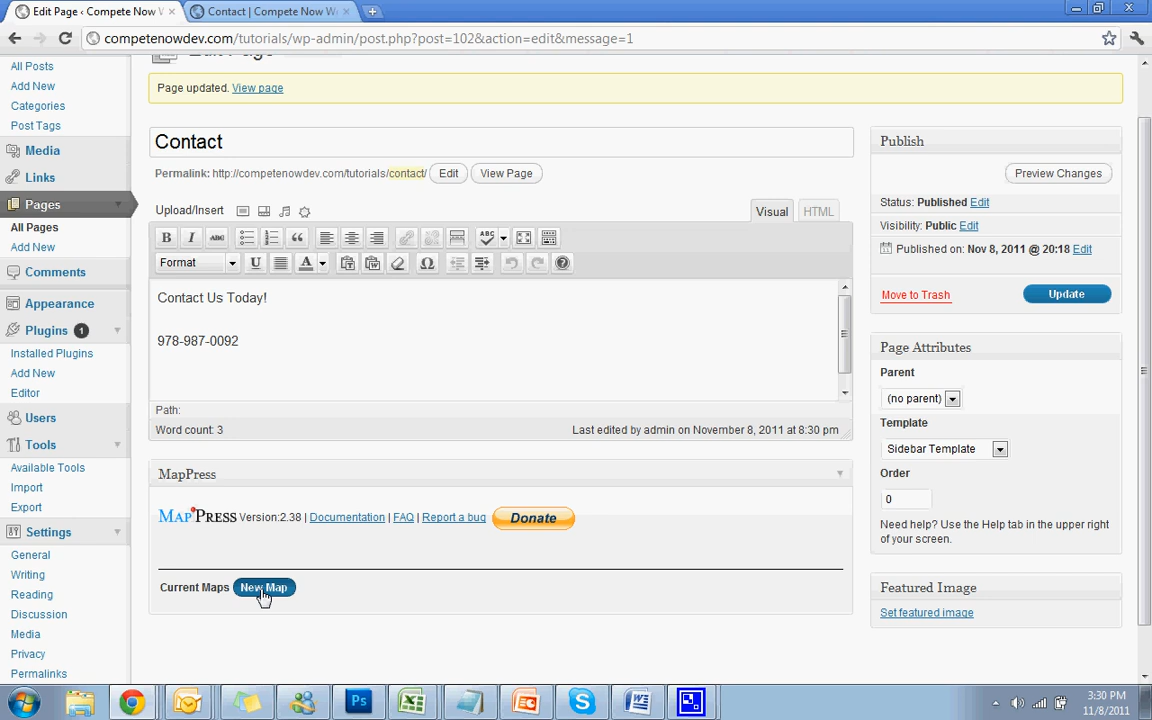 Edit Page ‹ Compete Now W
Contact | Compete Now We
competenowdev.com/tutorials/wp-admin/post.php?post=102&action=edit&message=1
All Posts
Add New
Categories
Post Tags
Media
Links
Pages
All Pages
Add New
Comments
Appearance
Plugins 1
Installed Plugins
Add New
Editor
Users
Tools
Available Tools
Import
Export
Settings
General
Writing
Reading
Discussion
Media
Privacy
Permalinks
Edit Page
Page updated. View page
Contact
Permalink: http://competenowdev.com/tutorials/contact/ Edit View Page
Upload/Insert
Visual HTML
B I ABC ABC
Format U A Ω
Contact Us Today!
978-987-0092
Path:
Word count: 3 Last edited by admin on November 8, 2011 at 8:30 pm
MapPress
MAPPRESS Version:2.38 | Documentation | FAQ | Report a bug Donate
Current Maps New Map
Publish
Preview Changes
Status: Published Edit
Visibility: Public Edit
Published on: Nov 8, 2011 @ 20:18 Edit
Move to Trash Update
Page Attributes
Parent
(no parent)
Template
Sidebar Template
Order
0
Need help? Use the Help tab in the upper right
of your screen.
Featured Image
Set featured image
Ps
3:30 PM
11/8/2011